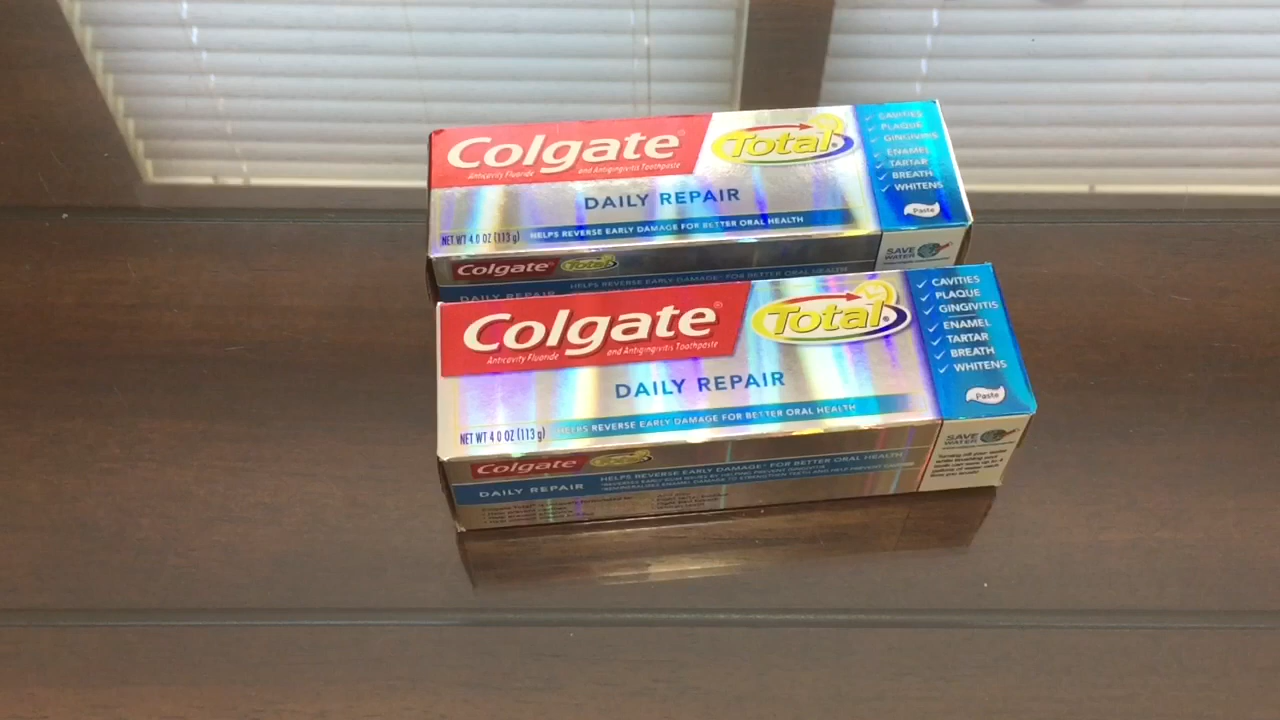 Colgate®
Total®
Anticavity Fluoride and Antigingivitis Toothpaste
DAILY REPAIR
NET WT 4.0 OZ (113 g) HELPS REVERSE EARLY DAMAGE FOR BETTER ORAL HEALTH
✓ CAVITIES
✓ PLAQUE
✓ GINGIVITIS
✓ ENAMEL
✓ TARTAR
✓ BREATH
✓ WHITENS
Paste
SAVE
WATER
Colgate Total
HELPS REVERSE EARLY DAMAGE* FOR BETTER ORAL HEALTH
DAILY REPAIR
Colgate®
Total®
Anticavity Fluoride and Antigingivitis Toothpaste
DAILY REPAIR
NET WT 4.0 OZ (113 g) HELPS REVERSE EARLY DAMAGE FOR BETTER ORAL HEALTH
✓ CAVITIES
✓ PLAQUE
✓ GINGIVITIS
✓ ENAMEL
✓ TARTAR
✓ BREATH
✓ WHITENS
Paste
SAVE
WATER
Colgate Total
HELPS REVERSE EARLY DAMAGE* FOR BETTER ORAL HEALTH
DAILY REPAIR